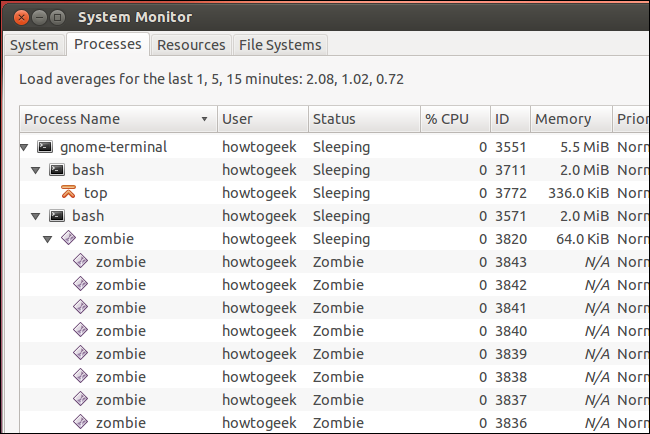 System Monitor
System Processes Resources File Systems
Load averages for the last 1, 5, 15 minutes: 2.08, 1.02, 0.72
Process Name User Status % CPU ID Memory Prior
gnome-terminal howtogeek Sleeping 0 3551 5.5 MiB Norm
bash howtogeek Sleeping 0 3711 2.0 MiB Norm
top howtogeek Sleeping 0 3772 336.0 KiB Norm
bash howtogeek Sleeping 0 3571 2.0 MiB Norm
zombie howtogeek Sleeping 0 3820 64.0 KiB Norm
zombie howtogeek Zombie 0 3843 N/A Norm
zombie howtogeek Zombie 0 3842 N/A Norm
zombie howtogeek Zombie 0 3841 N/A Norm
zombie howtogeek Zombie 0 3840 N/A Norm
zombie howtogeek Zombie 0 3839 N/A Norm
zombie howtogeek Zombie 0 3838 N/A Norm
zombie howtogeek Zombie 0 3837 N/A Norm
zombie howtogeek Zombie 0 3836 N/A Norm